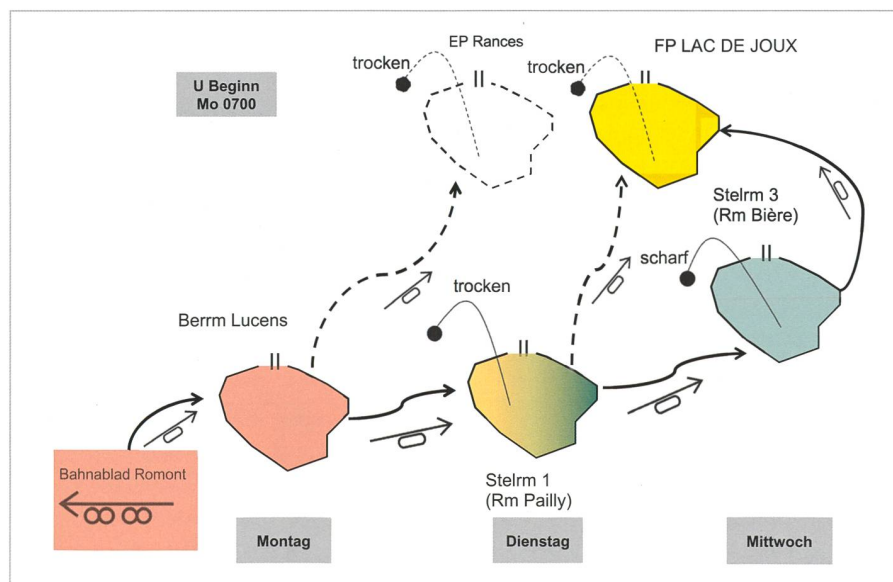 EP Rances
FP LAC DE JOUX
trocken
trocken
U Beginn
Mo 0700
Stelrm 3
(Rm Bière)
scharf
trocken
Berrm Lucens
Bahnablad Romont
Stelrm 1
(Rm Pailly)
Montag
Dienstag
Mittwoch